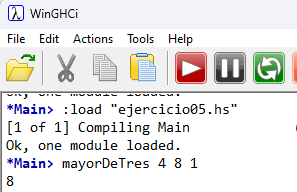 WinGHCi
File Edit Actions Tools Help
Ok, one module loaded.
*Main> :load "ejercicio05.hs"
[1 of 1] Compiling Main
Ok, one module loaded.
*Main> mayorDeTres 4 8 1
8